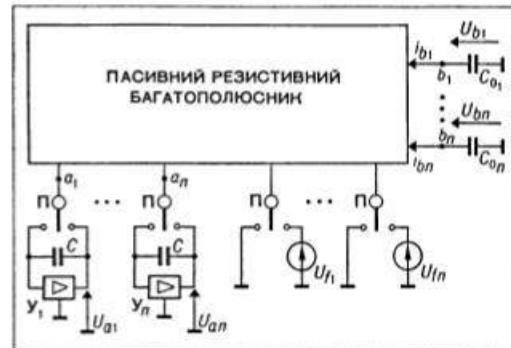 ПАСИВНИЙ РЕЗИСТИВНИЙ
БАГАТОПОЛЮСНИК
U_b1
i_b1
b_1
C_01
U_bn
b_n
i_bn
C_0n
a_1
a_n
П ... П П ... П
C C
У_1 У_n
U_a1 U_an
U_f1 U_fn